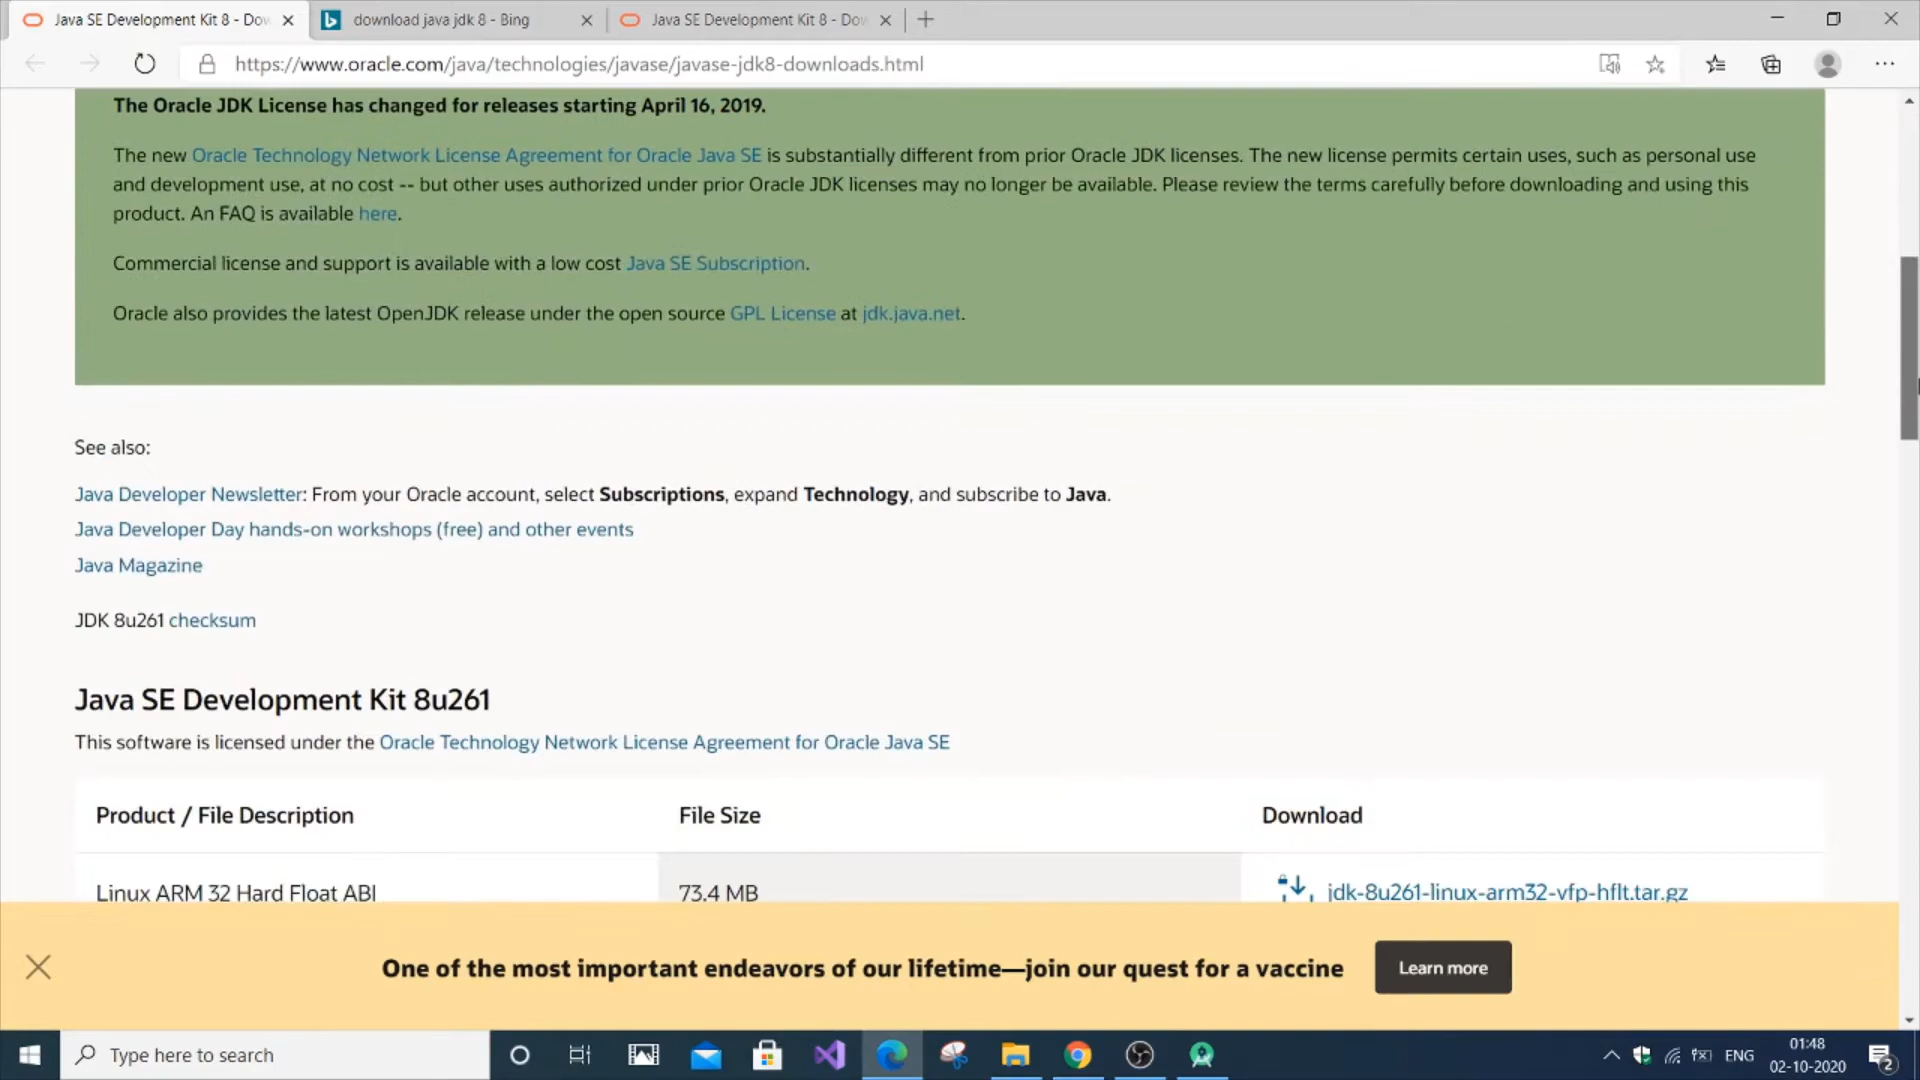 Java SE Development Kit 8 - Dow
download java jdk 8 - Bing
Java SE Development Kit 8 - Dow
https://www.oracle.com/java/technologies/javase/javase-jdk8-downloads.html
The Oracle JDK License has changed for releases starting April 16, 2019.
The new Oracle Technology Network License Agreement for Oracle Java SE is substantially different from prior Oracle JDK licenses. The new license permits certain uses, such as personal use
and development use, at no cost -- but other uses authorized under prior Oracle JDK licenses may no longer be available. Please review the terms carefully before downloading and using this
product. An FAQ is available here.
Commercial license and support is available with a low cost Java SE Subscription.
Oracle also provides the latest OpenJDK release under the open source GPL License at jdk.java.net.
See also:
Java Developer Newsletter: From your Oracle account, select Subscriptions, expand Technology, and subscribe to Java.
Java Developer Day hands-on workshops (free) and other events
Java Magazine
JDK 8u261 checksum
Java SE Development Kit 8u261
This software is licensed under the Oracle Technology Network License Agreement for Oracle Java SE
Product / File Description File Size Download
Linux ARM 32 Hard Float ABI 73.4 MB jdk-8u261-linux-arm32-vfp-hflt.tar.gz
One of the most important endeavors of our lifetime—join our quest for a vaccine Learn more
Type here to search
ENG
01:48
02-10-2020
2